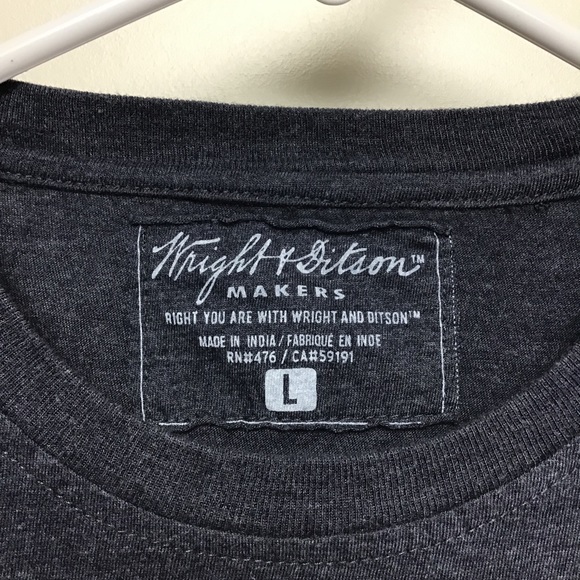 Wright & Ditson™
MAKERS
RIGHT YOU ARE WITH WRIGHT AND DITSON™
MADE IN INDIA / FABRIQUÉ EN INDE
RN#476 / CA#59191
L